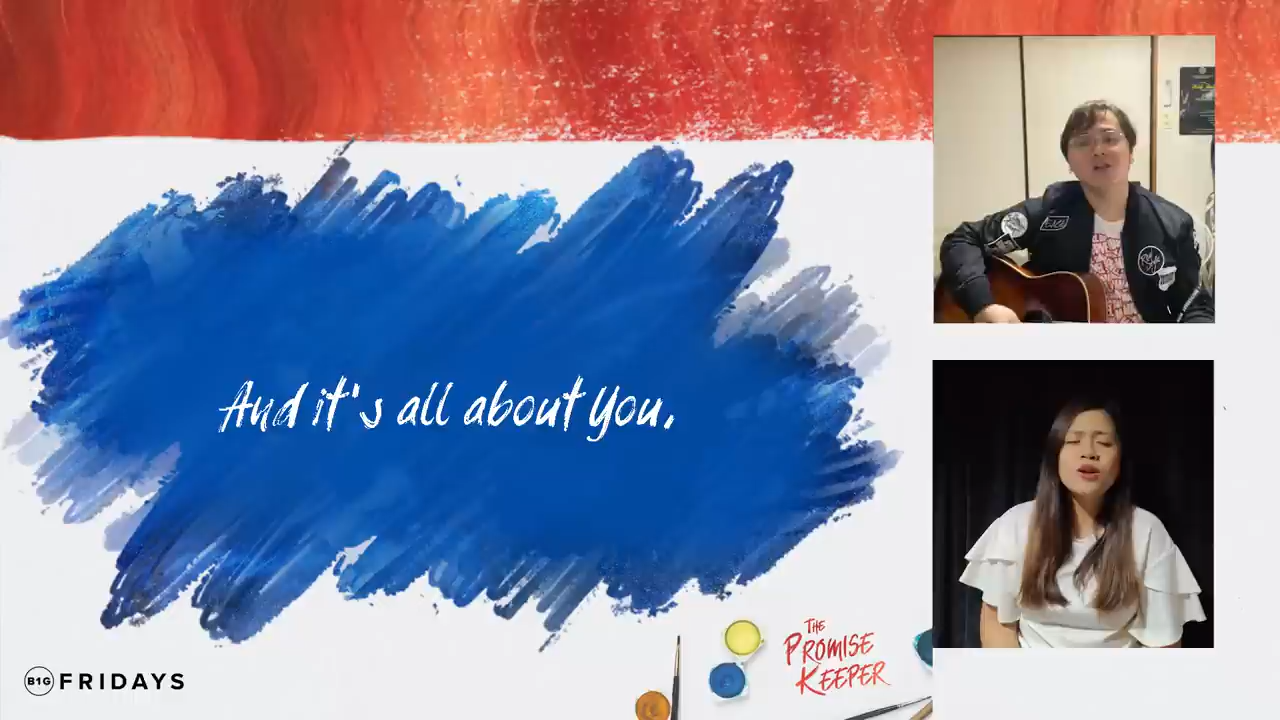 And it's all about You.
THE
PROMISE
KEEPER
B1G FRIDAYS